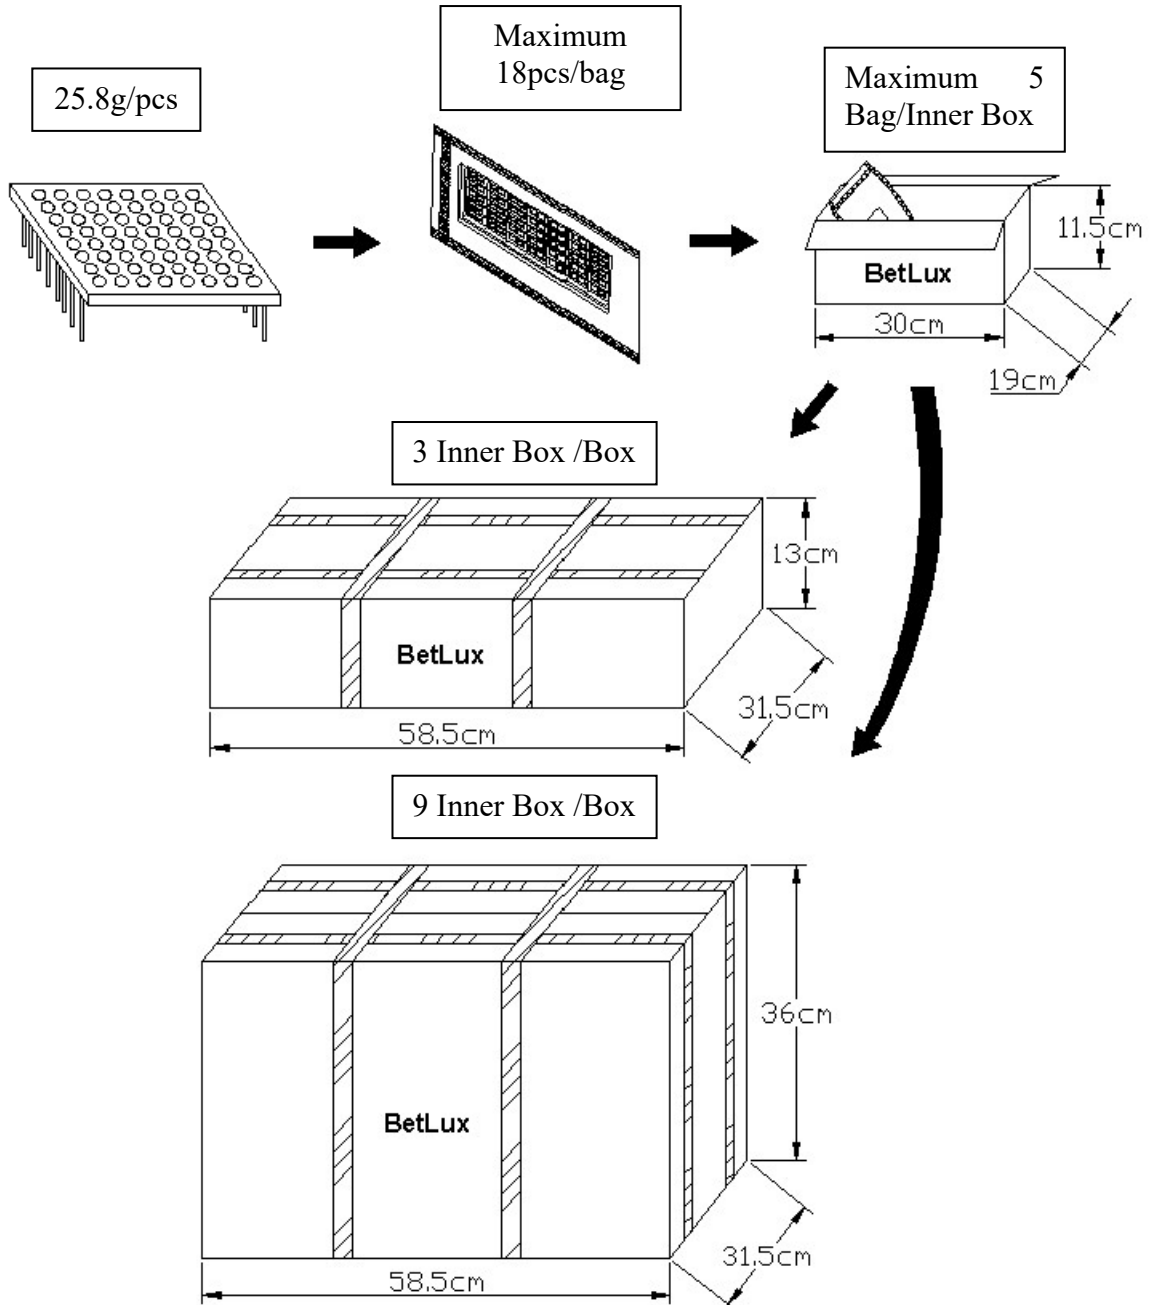 Maximum
18pcs/bag
25.8g/pcs
Maximum 5
Bag/Inner Box
11.5cm
BetLux
30cm
19cm
3 Inner Box /Box
13cm
BetLux
31.5cm
58.5cm
9 Inner Box /Box
36cm
BetLux
31.5cm
58.5cm